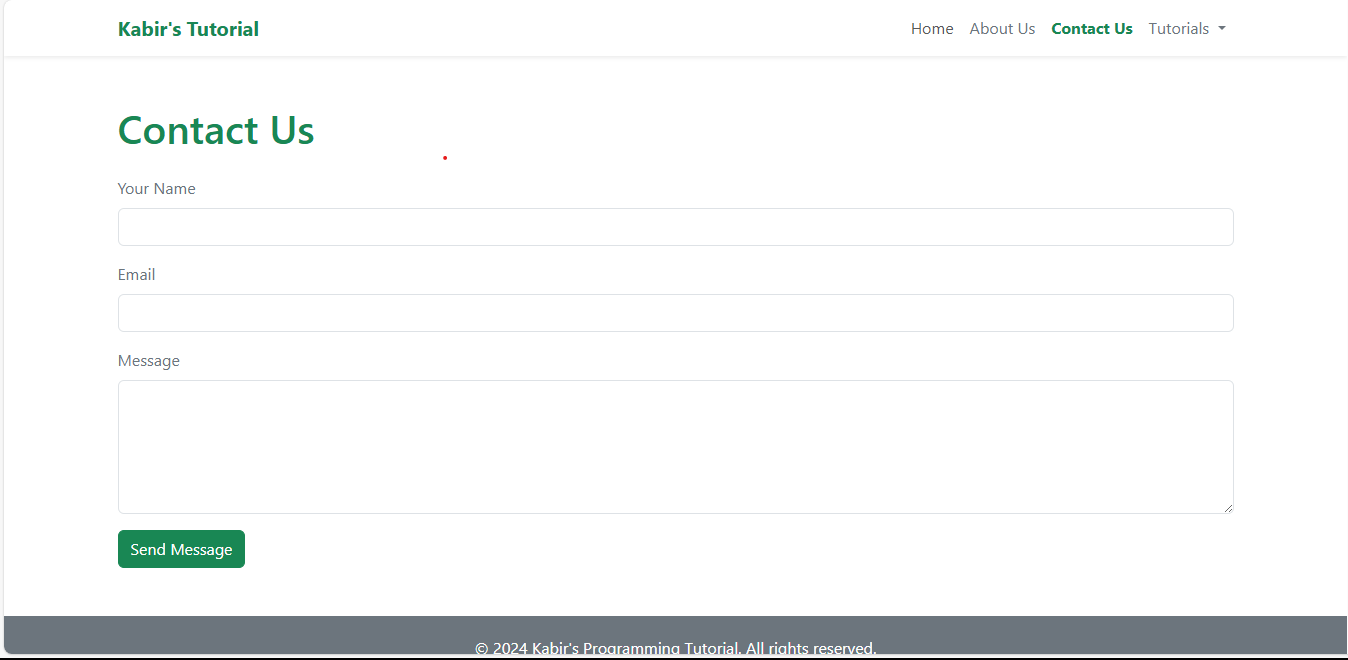 Kabir's Tutorial Home About Us Contact Us Tutorials
Contact Us
Your Name
Email
Message
Send Message
© 2024 Kabir's Programming Tutorial. All rights reserved.